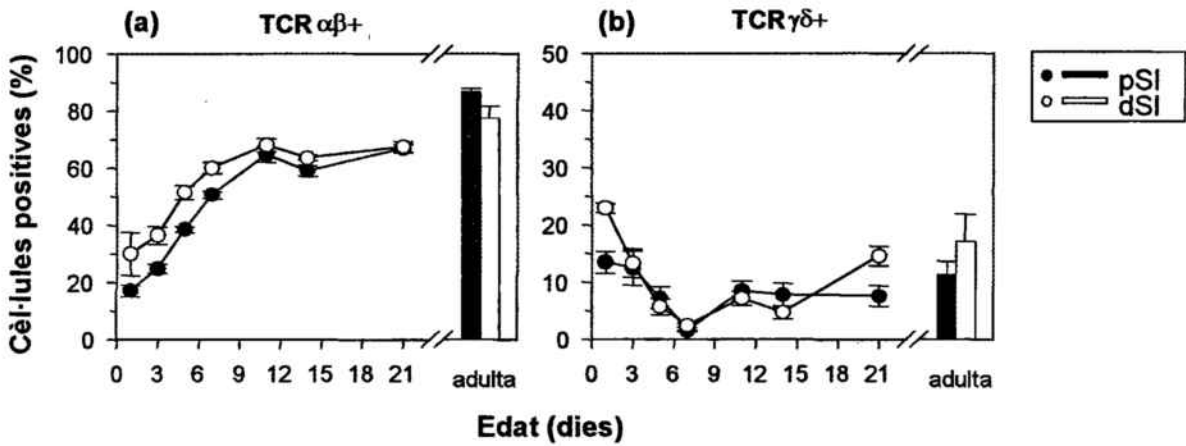 (a) TCR αβ+
(b) TCR γδ+
Cèl·lules positives (%)
100
80
60
40
20
0
0 3 6 9 12 15 18 21 adulta
50
40
30
20
10
0
0 3 6 9 12 15 18 21 adulta
Edat (dies)
pSI
dSI